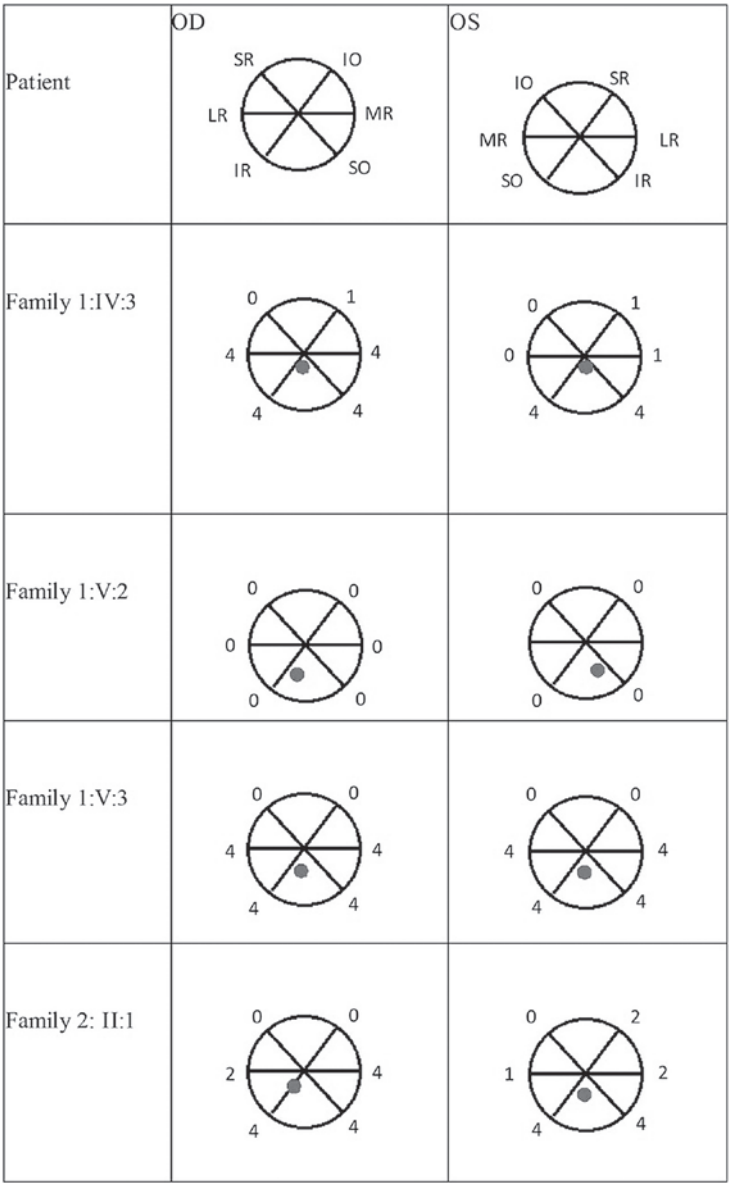 OD OS
Patient
SR IO IO SR
LR MR MR LR
IR SO SO IR
Family 1:IV:3
0 1 0 1
4 4 0 1
4 4 4 4
Family 1:V:2
0 0 0 0
0 0
0 0 0 0
Family 1:V:3
0 0 0 0
4 4 4 4
4 4 4 4
Family 2: II:1
0 0 0 2
2 4 1 2
4 4 4 4